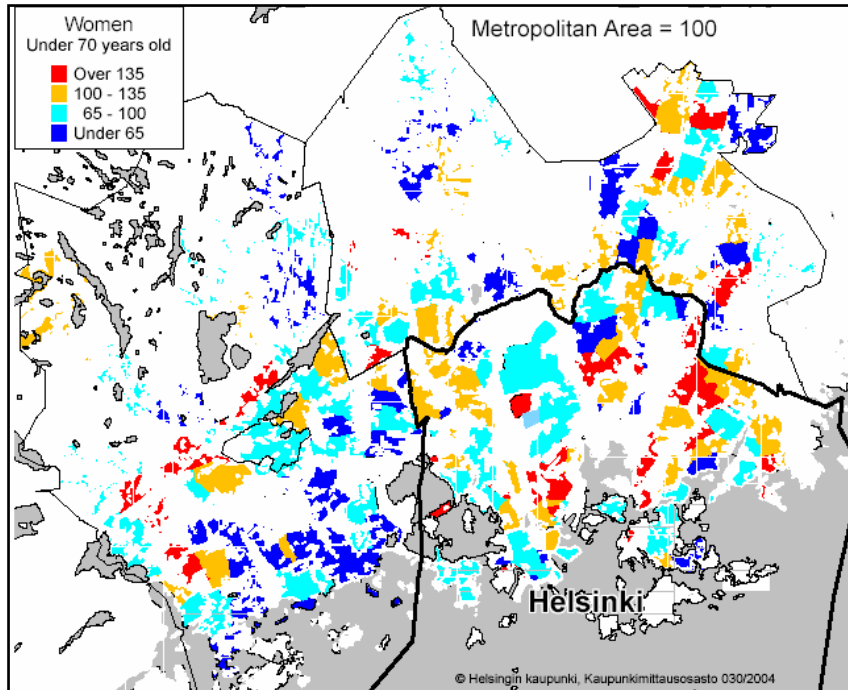 Women
Under 70 years old
Over 135
100 - 135
65 - 100
Under 65
Metropolitan Area = 100
Helsinki
© Helsingin kaupunki, Kaupunkimittausosasto 030/2004